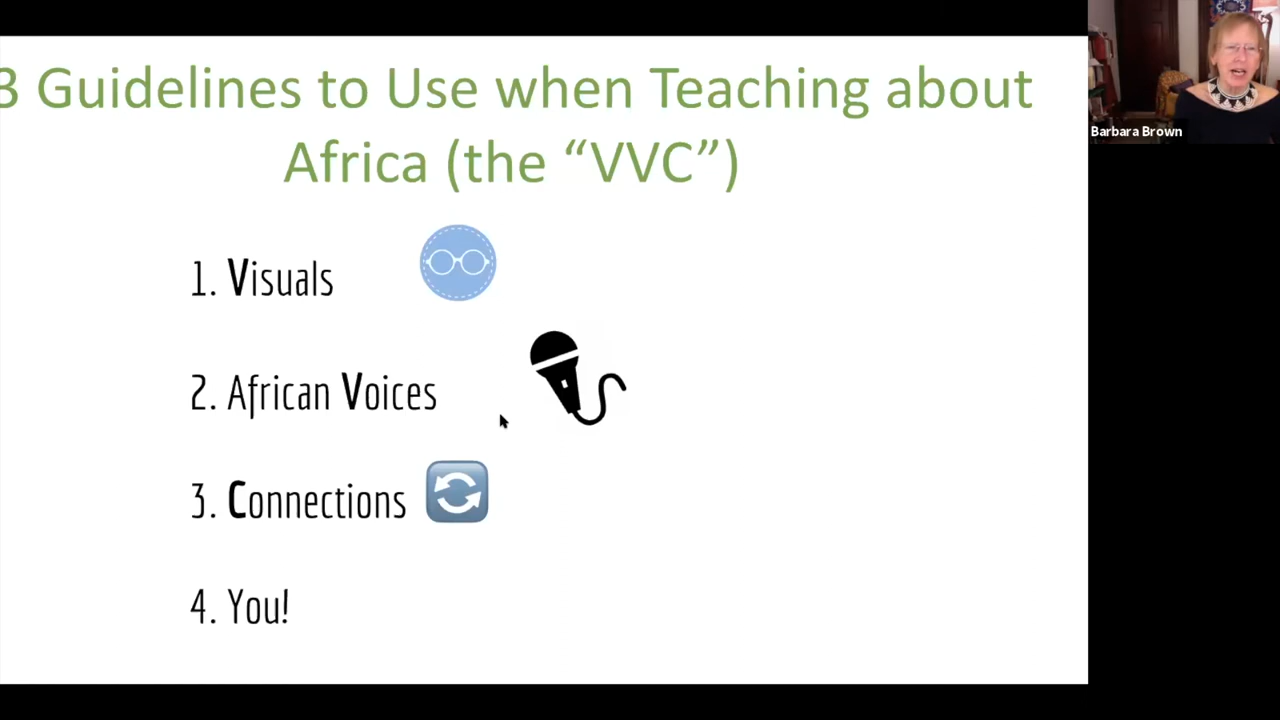 3 Guidelines to Use when Teaching about
Africa (the “VVC”)
1. Visuals
2. African Voices
3. Connections
4. You!
Barbara Brown